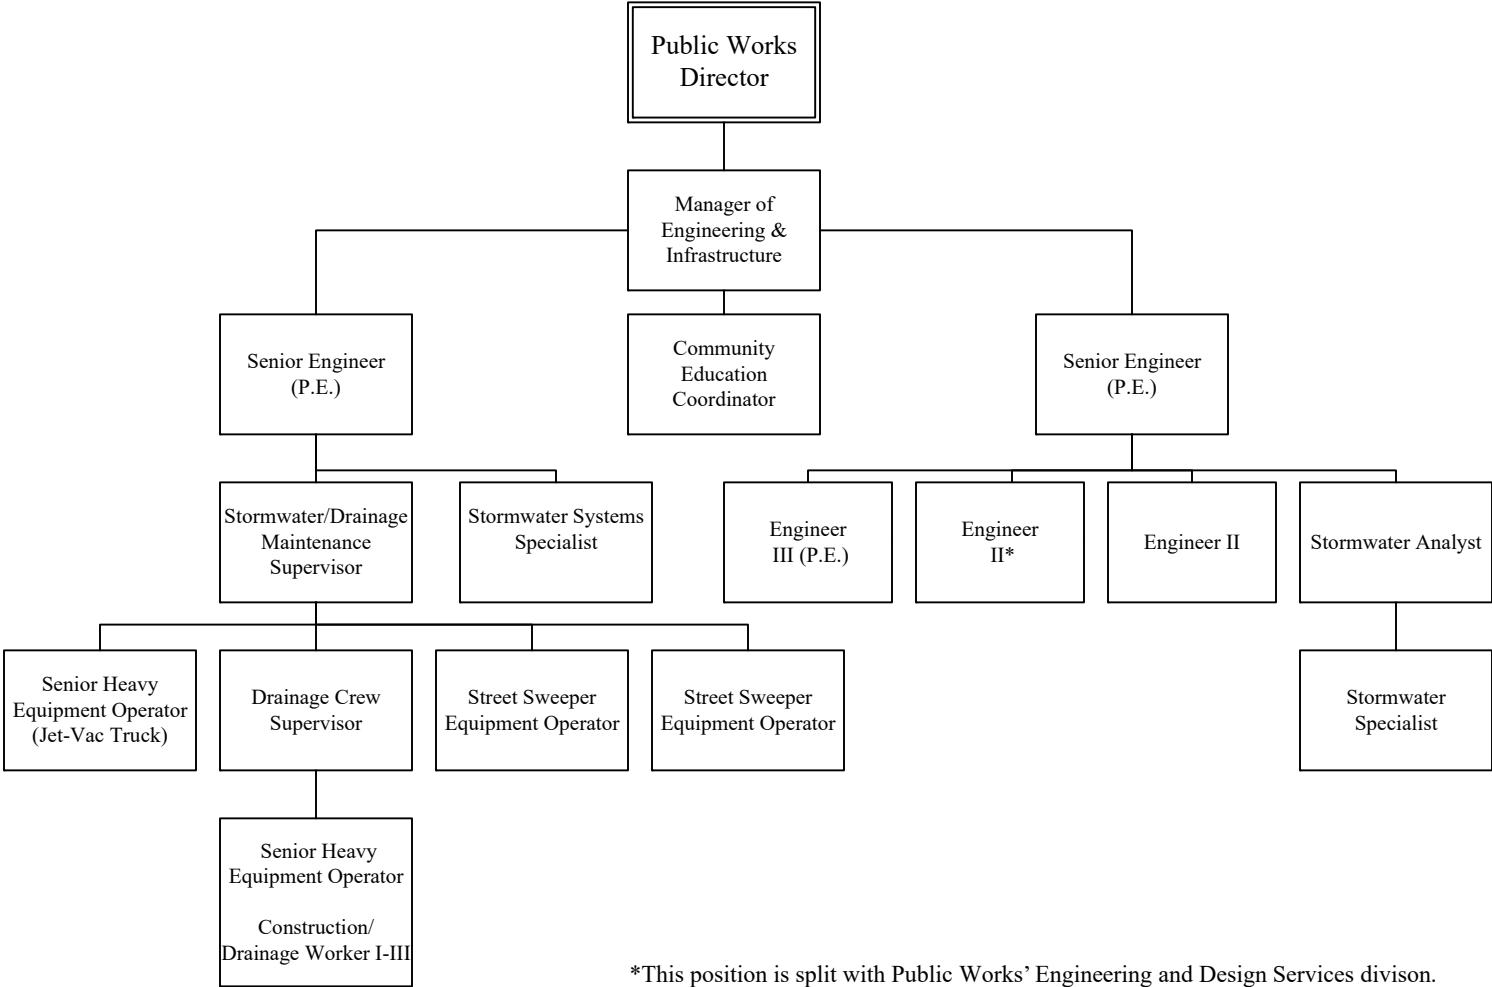 Public Works
Director
Manager of
Engineering &
Infrastructure
Senior Engineer
(P.E.)
Community
Education
Coordinator
Senior Engineer
(P.E.)
Stormwater/Drainage
Maintenance
Supervisor
Stormwater Systems
Specialist
Engineer
III (P.E.)
Engineer
II*
Engineer II
Stormwater Analyst
Senior Heavy
Equipment Operator
(Jet-Vac Truck)
Drainage Crew
Supervisor
Street Sweeper
Equipment Operator
Street Sweeper
Equipment Operator
Stormwater
Specialist
Senior Heavy
Equipment Operator
Construction/
Drainage Worker I-III
*This position is split with Public Works’ Engineering and Design Services divison.